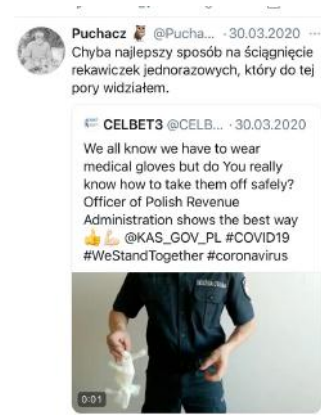 Puchacz 🦉 @Pucha... · 30.03.2020 ···
Chyba najlepszy sposób na ściągnięcie
rekawiczek jednorazowych, który do tej
pory widziałem.
CELBET3 @CELB... · 30.03.2020
We all know we have to wear
medical gloves but do You really
know how to take them off safely?
Officer of Polish Revenue
Administration shows the best way
👍💪 @KAS_GOV_PL #COVID19
#WeStandTogether #coronavirus
0:01